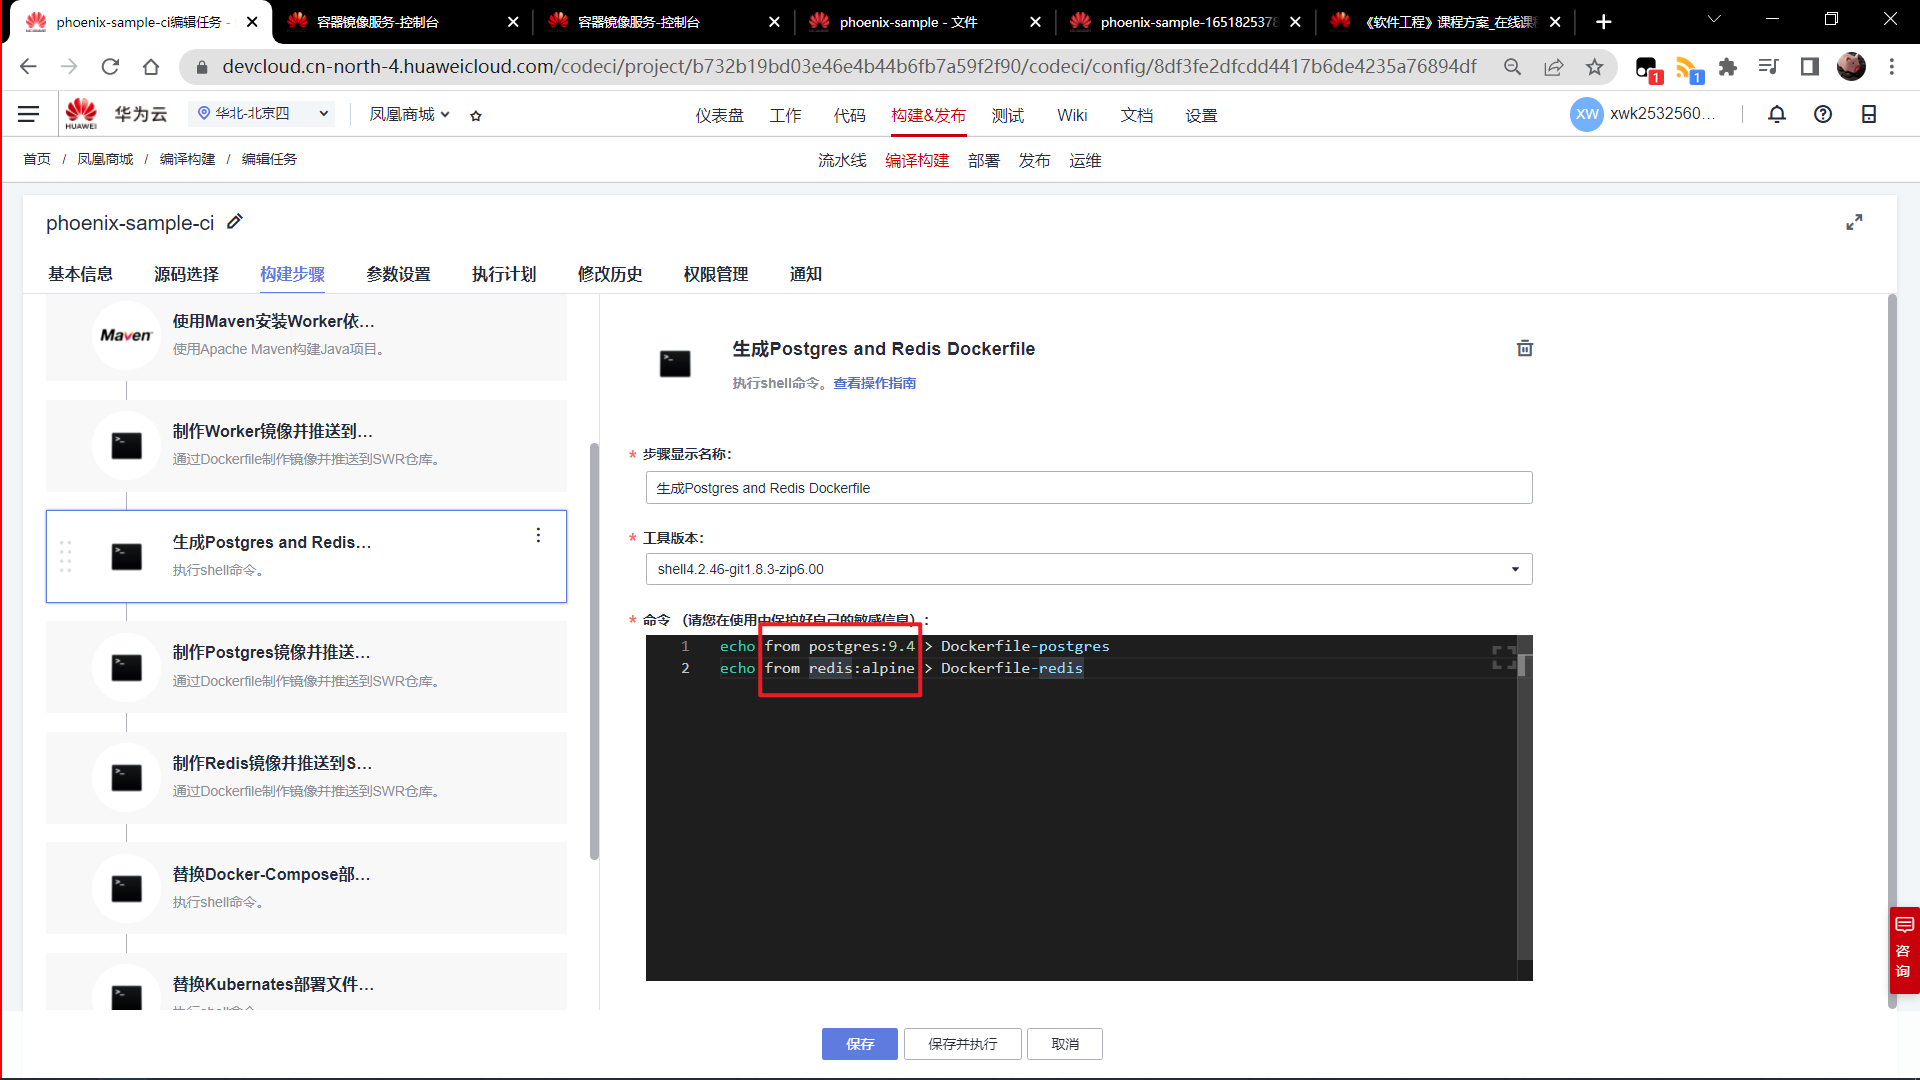 phoenix-sample-ci编辑任务 -
容器镜像服务-控制台
容器镜像服务-控制台
phoenix-sample - 文件
phoenix-sample-1651825378
《软件工程》课程方案_在线课
devcloud.cn-north-4.huaweicloud.com/codeci/project/b732b19bd03e46e4b44b6fb7a59f2f90/codeci/config/8df3fe2dfcdd4417b6de4235a76894df
1
1
HUAWEI
华为云
华北-北京四
凤凰商城
仪表盘
工作
代码
构建&发布
测试
Wiki
文档
设置
XW
xwk2532560...
首页 / 凤凰商城 / 编译构建 / 编辑任务
流水线
编译构建
部署
发布
运维
phoenix-sample-ci
基本信息
源码选择
构建步骤
参数设置
执行计划
修改历史
权限管理
通知
Maven
使用Maven安装Worker依...
使用Apache Maven构建Java项目。
制作Worker镜像并推送到...
通过Dockerfile制作镜像并推送到SWR仓库。
生成Postgres and Redis...
执行shell命令。
制作Postgres镜像并推送...
通过Dockerfile制作镜像并推送到SWR仓库。
制作Redis镜像并推送到S...
通过Dockerfile制作镜像并推送到SWR仓库。
替换Docker-Compose部...
执行shell命令。
替换Kubernates部署文件...
执行shell命令。
生成Postgres and Redis Dockerfile
执行shell命令。查看操作指南
* 步骤显示名称：
生成Postgres and Redis Dockerfile
* 工具版本：
shell4.2.46-git1.8.3-zip6.00
* 命令 （请您在使用中保护好自己的敏感信息）：
1 echo from postgres:9.4 > Dockerfile-postgres
2 echo from redis:alpine > Dockerfile-redis
咨询
保存
保存并执行
取消